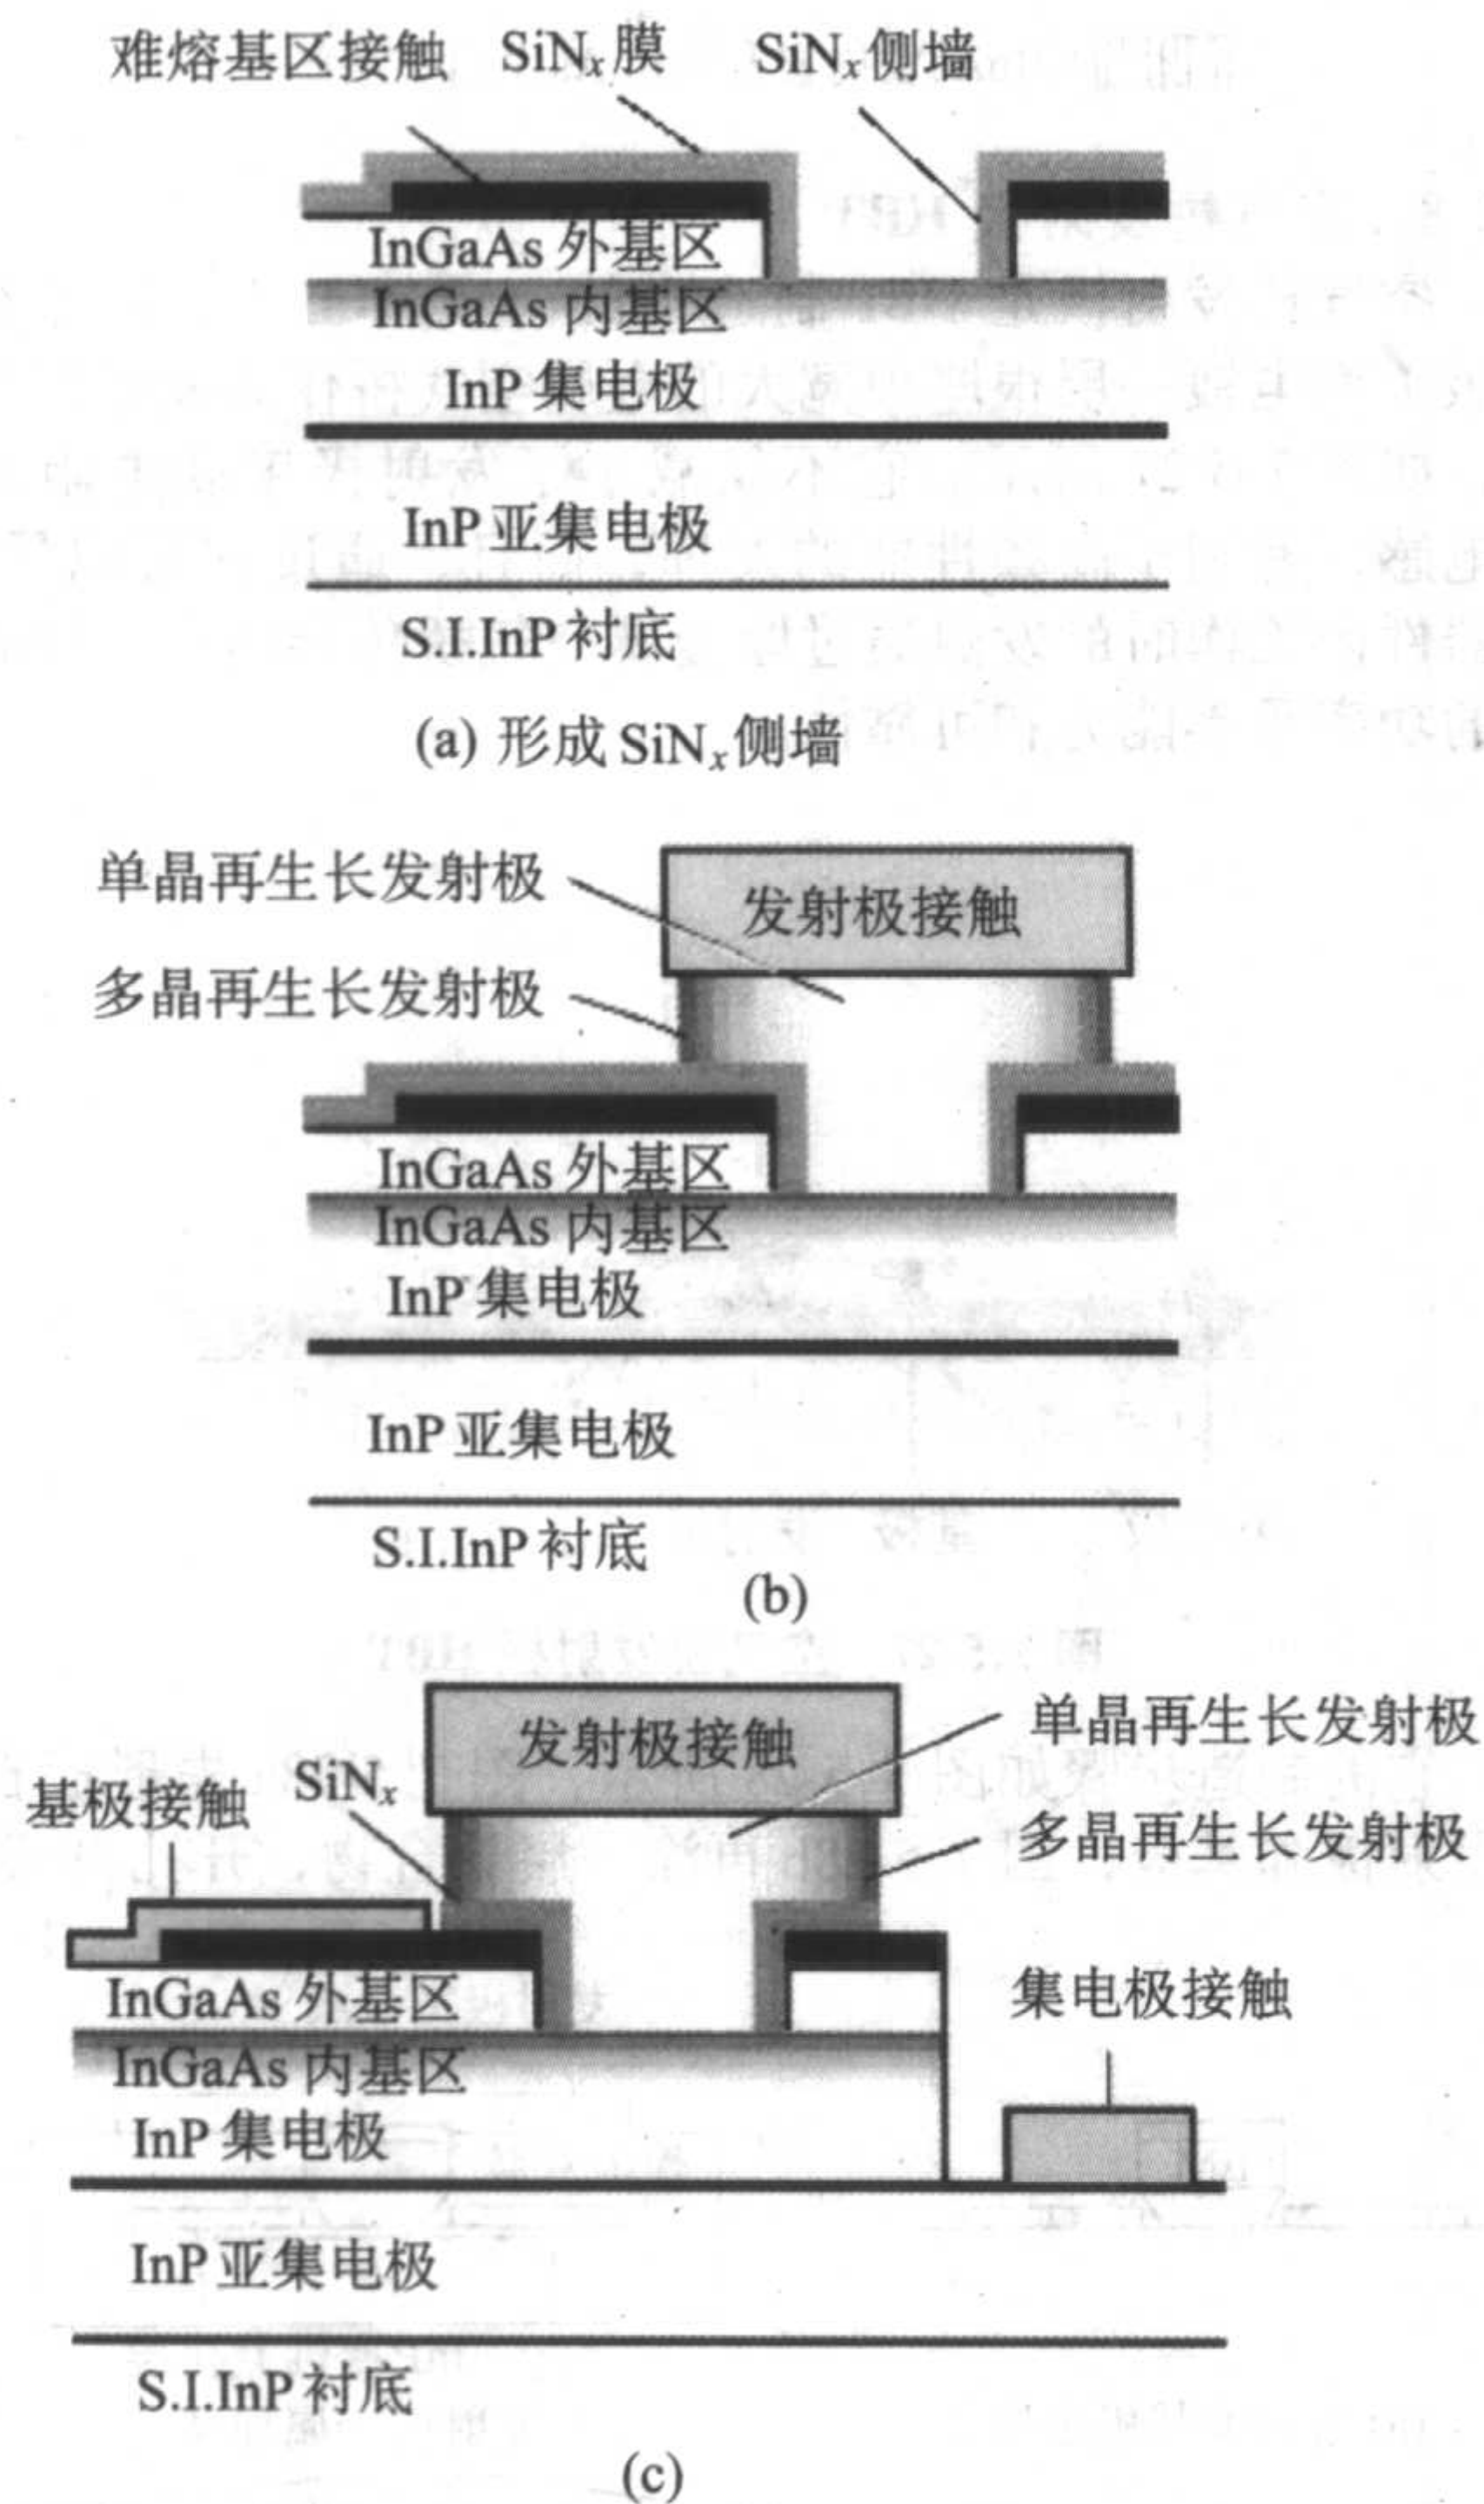 难熔基区接触 SiNx膜 SiNx侧墙
InGaAs 外基区
InGaAs 内基区
InP 集电极
InP 亚集电极
S.I.InP 衬底
(a) 形成 SiNx侧墙
单晶再生长发射极
发射极接触
多晶再生长发射极
InGaAs 外基区
InGaAs 内基区
InP 集电极
InP 亚集电极
S.I.InP 衬底
(b)
发射极接触
单晶再生长发射极
SiNx
基极接触
多晶再生长发射极
InGaAs 外基区
集电极接触
InGaAs 内基区
InP 集电极
InP 亚集电极
S.I.InP 衬底
(c)